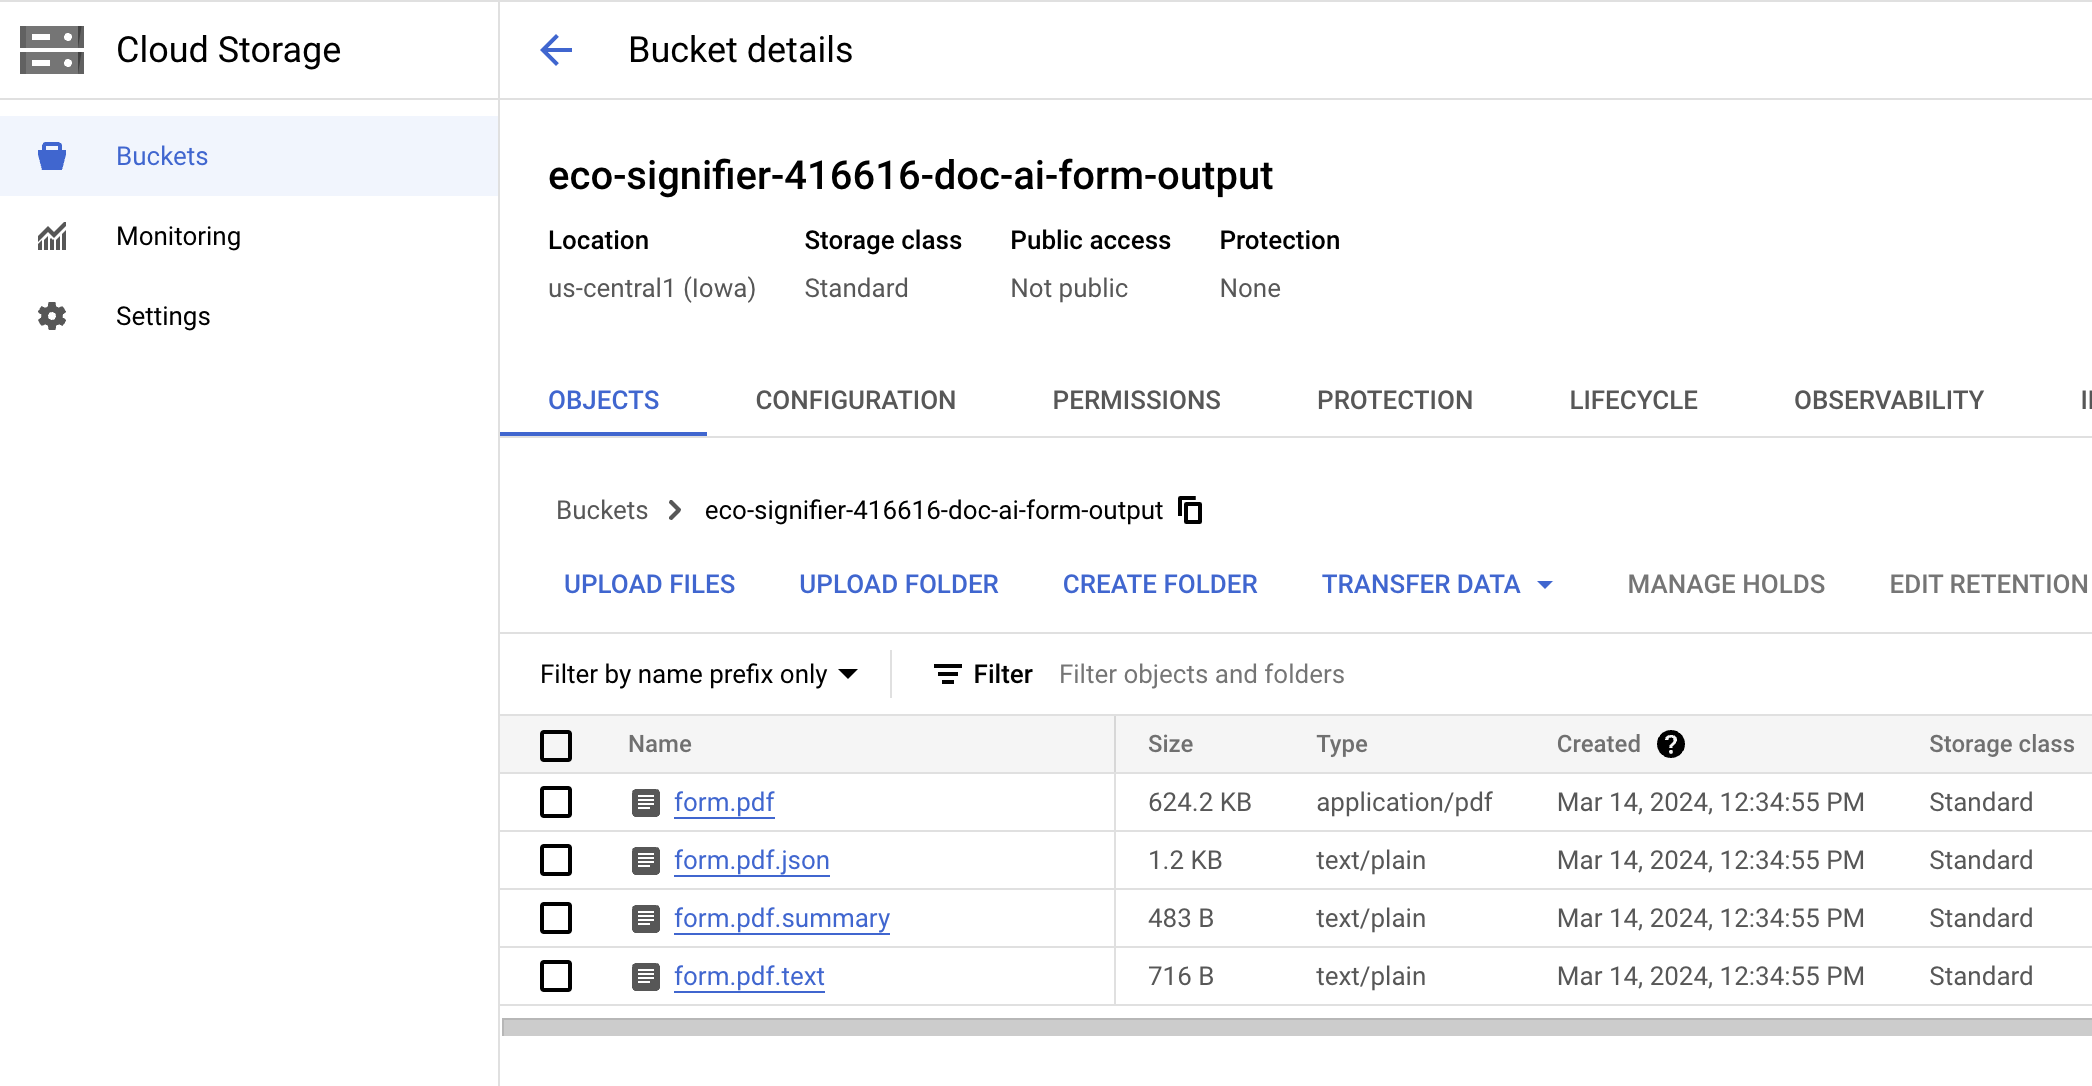 Cloud Storage
Bucket details
Buckets
Monitoring
Settings
eco-signifier-416616-doc-ai-form-output
Location Storage class Public access Protection
us-central1 (Iowa) Standard Not public None
OBJECTS CONFIGURATION PERMISSIONS PROTECTION LIFECYCLE OBSERVABILITY
Buckets > eco-signifier-416616-doc-ai-form-output
UPLOAD FILES UPLOAD FOLDER CREATE FOLDER TRANSFER DATA MANAGE HOLDS EDIT RETENTION
Filter by name prefix only Filter Filter objects and folders
Name Size Type Created ? Storage class
form.pdf 624.2 KB application/pdf Mar 14, 2024, 12:34:55 PM Standard
form.pdf.json 1.2 KB text/plain Mar 14, 2024, 12:34:55 PM Standard
form.pdf.summary 483 B text/plain Mar 14, 2024, 12:34:55 PM Standard
form.pdf.text 716 B text/plain Mar 14, 2024, 12:34:55 PM Standard